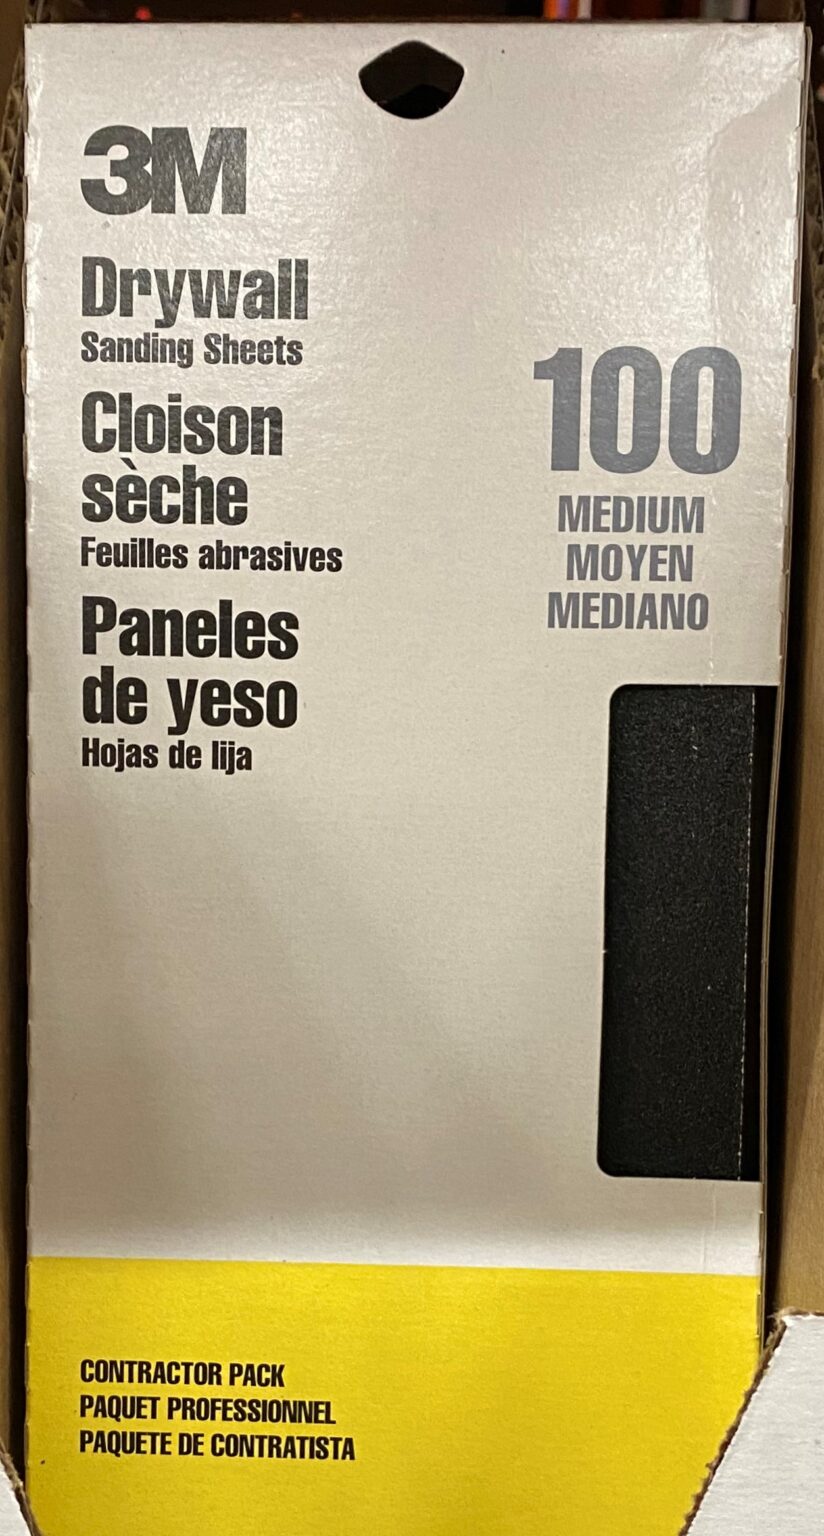 3M
Drywall
Sanding Sheets
Cloison
sèche
Feuilles abrasives
Paneles
de yeso
Hojas de lija
100
MEDIUM
MOYEN
MEDIANO
CONTRACTOR PACK
PAQUET PROFESSIONNEL
PAQUETE DE CONTRATISTA